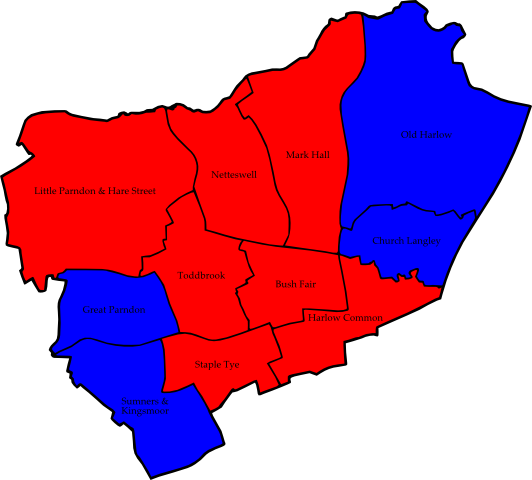 Old Harlow
Mark Hall
Netteswell
Little Parndon & Hare Street
Church Langley
Toddbrook
Bush Fair
Great Parndon
Harlow Common
Staple Tye
Sumners &
Kingsmoor